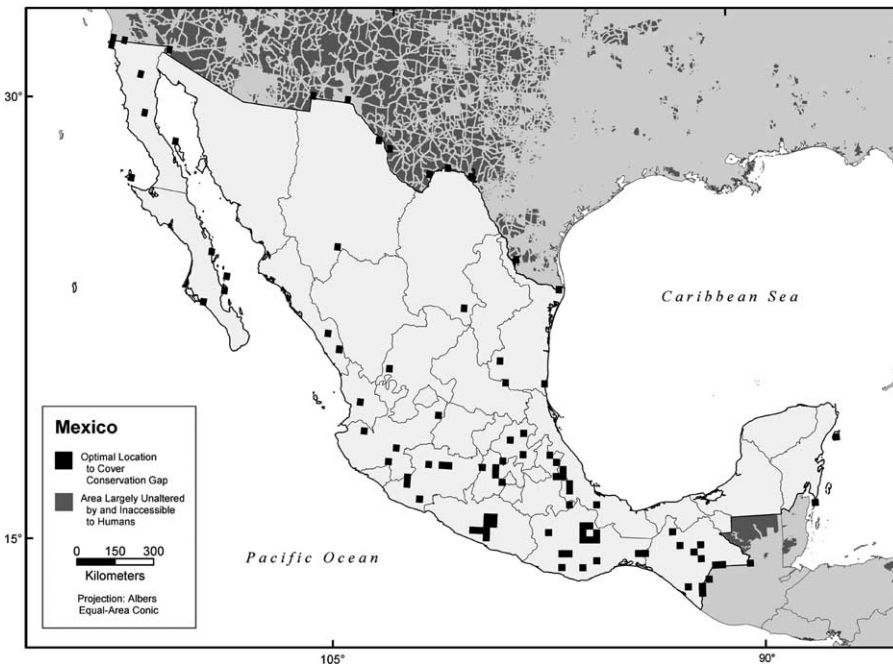 30°
Caribbean Sea
Mexico
Optimal Location
to Cover
Conservation Gap
Area Largely Unaltered
by and Inaccessible
to Humans
0 150 300
Kilometers
Projection: Albers
Equal-Area Conic
15°
Pacific Ocean
105°
90°